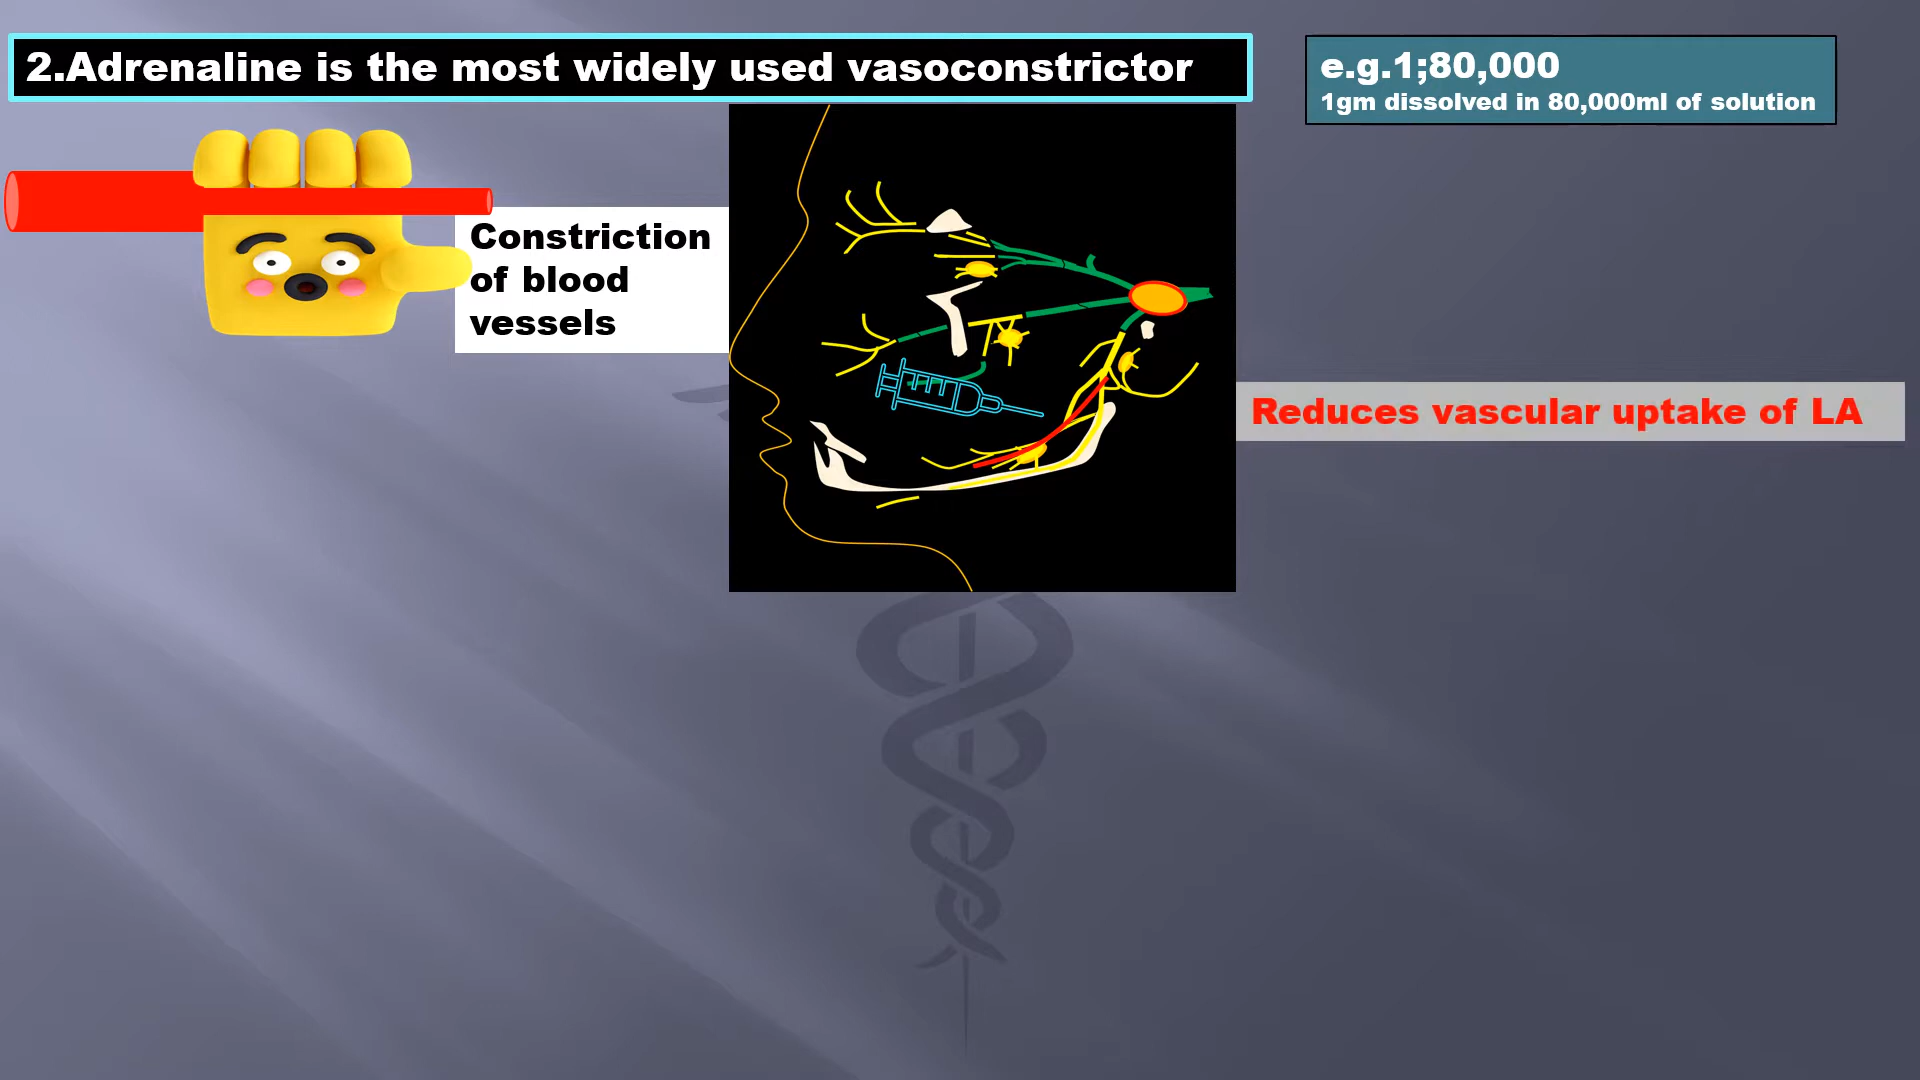 2.Adrenaline is the most widely used vasoconstrictor
e.g.1;80,000
1gm dissolved in 80,000ml of solution
Constriction
of blood
vessels
Reduces vascular uptake of LA